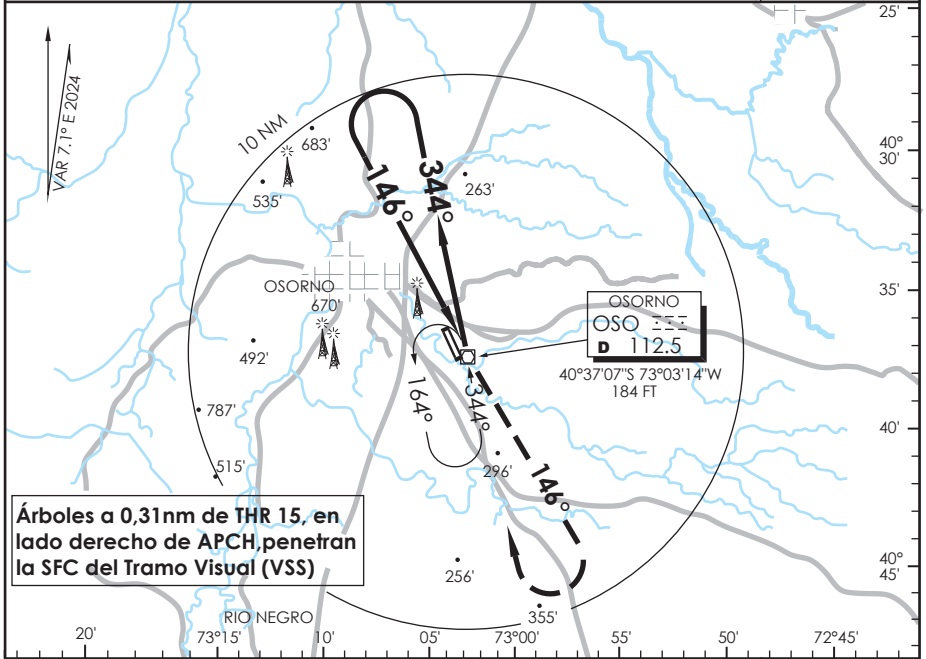 25'
VAR 7.1° E 2024
10 NM
683'
535'
146°
344°
263'
40°
30'
OSORNO
670'
35'
OSORNO
OSO
D 112.5
40°37'07"S 73°03'14"W
184 FT
492'
787'
515'
164°
344°
296'
146°
40'
Árboles a 0,31nm de THR 15, en
lado derecho de APCH,penetran
la SFC del Tramo Visual (VSS)
256'
355'
40°
45'
RIO NEGRO
20'
73°15'
10'
05'
73°00'
55'
50'
72°45'